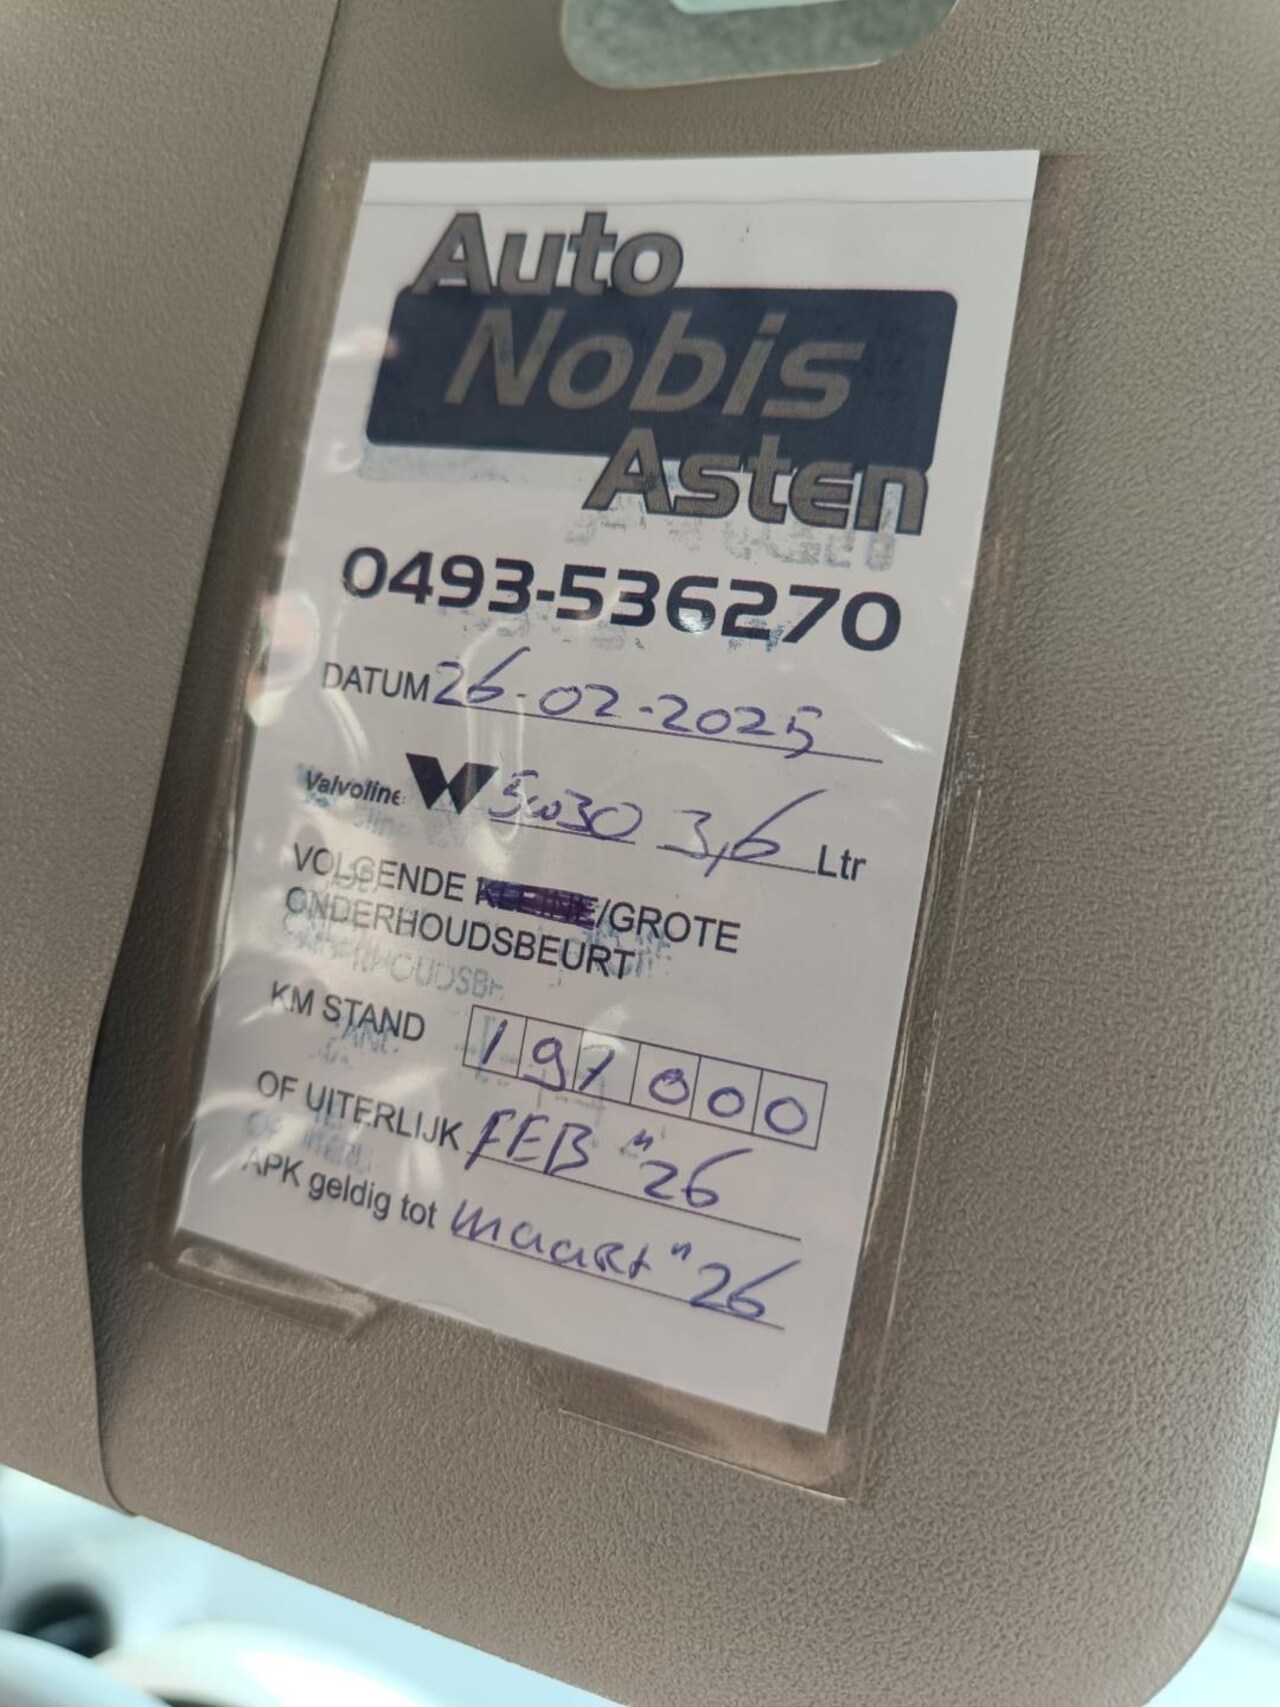 Auto
Nobis
Asten
0493-536270
DATUM 26-02-2025
Valvoline 5w30 3,6 Ltr
VOLGENDE KLEINE/GROTE
ONDERHOUDSBEURT
KM STAND 197000
OF UITERLIJK FEB "26
APK geldig tot maart "26